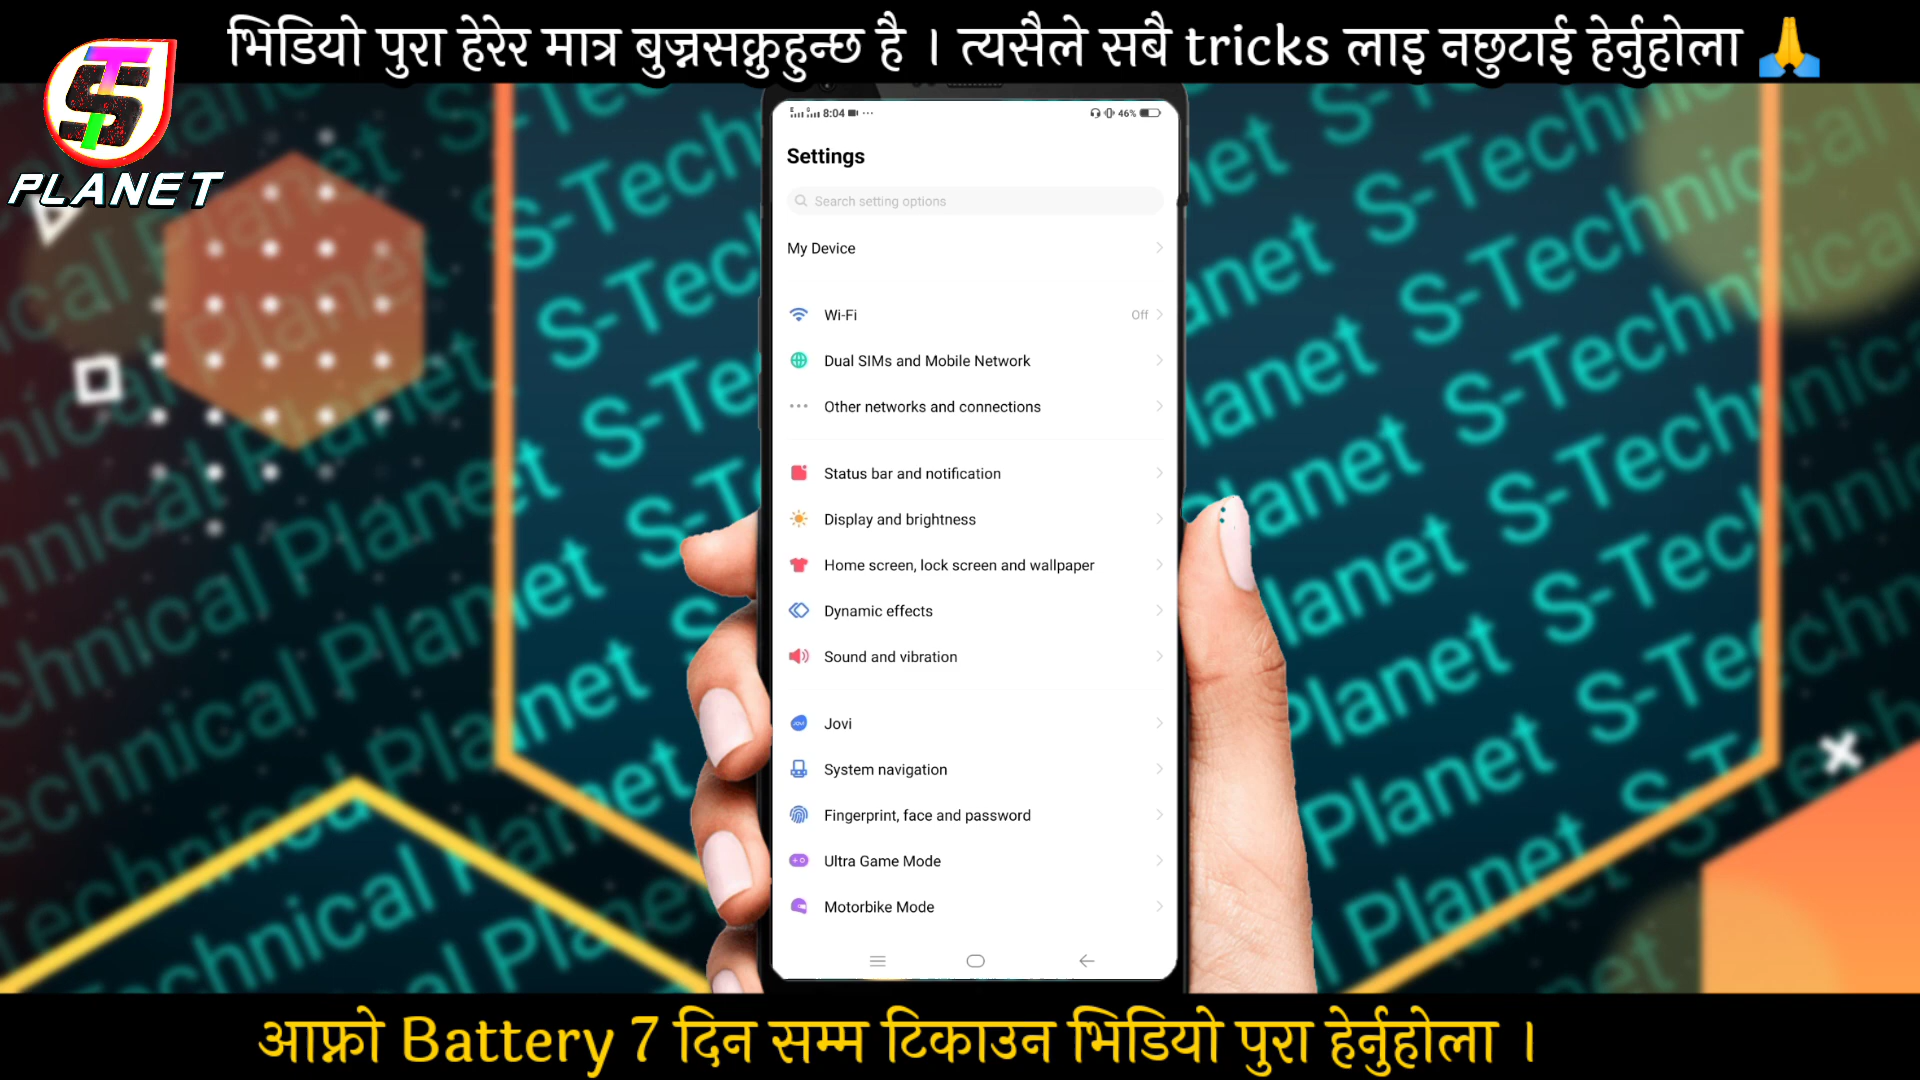 भिडियो पुरा हेरेर मात्र बुज्नसक्नुहुन्छ है । त्यसैले सबै tricks लाइ नछुटाई हेर्नुहोला 🙏
STP
PLANET
8:04
46%
Settings
Search setting options
My Device
Wi-Fi Off
Dual SIMs and Mobile Network
Other networks and connections
Status bar and notification
Display and brightness
Home screen, lock screen and wallpaper
Dynamic effects
Sound and vibration
Jovi
System navigation
Fingerprint, face and password
Ultra Game Mode
Motorbike Mode
S-Technical Planet
आफ्नो Battery 7 दिन सम्म टिकाउन भिडियो पुरा हेर्नुहोला ।